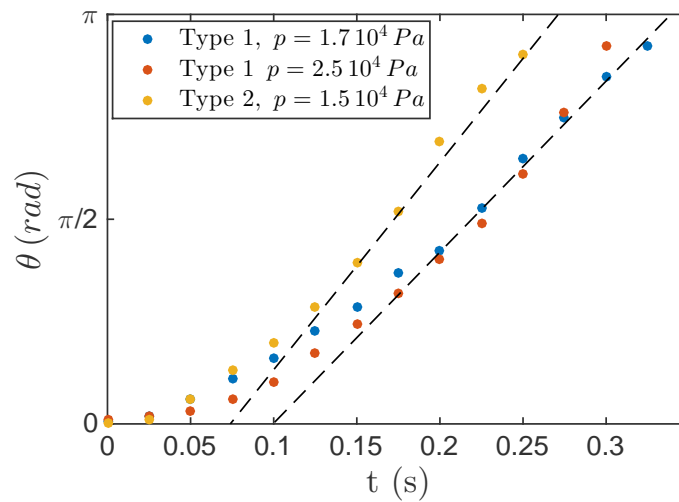 π
Type 1, p = 1.7 10⁴ Pa
Type 1 p = 2.5 10⁴ Pa
Type 2, p = 1.5 10⁴ Pa
θ (rad)
π/2
0
0 0.05 0.1 0.15 0.2 0.25 0.3
t (s)